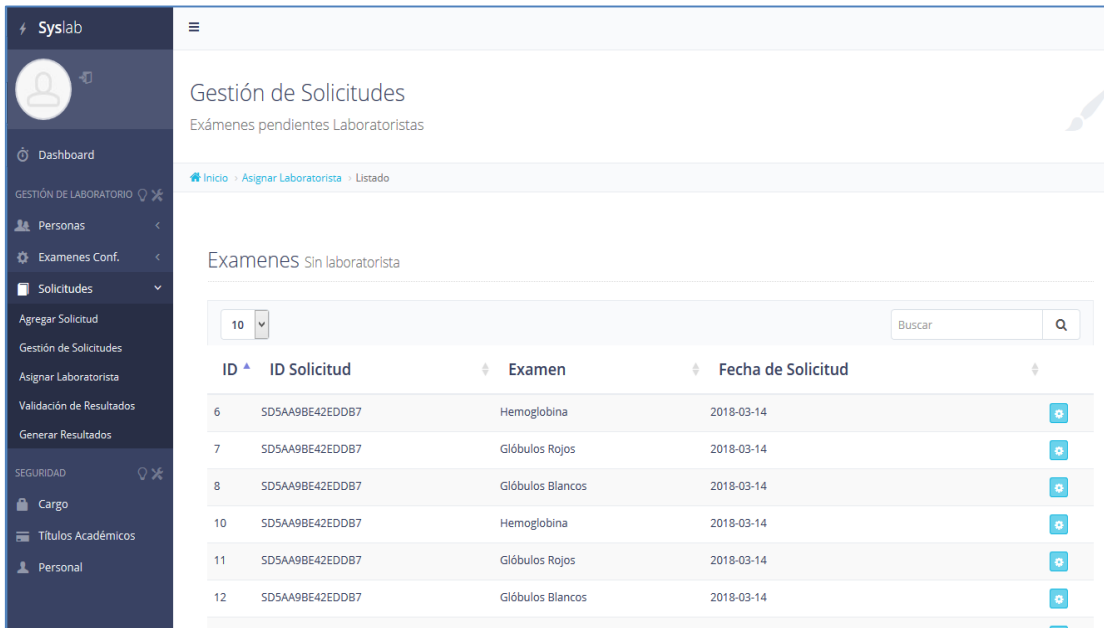 Syslab
Gestión de Solicitudes
Exámenes pendientes Laboratoristas
Inicio > Asignar Laboratorista > Listado
Dashboard
GESTIÓN DE LABORATORIO
Personas
Examenes Conf.
Solicitudes
Agregar Solicitud
Gestión de Solicitudes
Asignar Laboratorista
Validación de Resultados
Generar Resultados
SEGURIDAD
Cargo
Títulos Académicos
Personal
Examenes Sin laboratorista
10 Buscar
ID ID Solicitud Examen Fecha de Solicitud
6 SD5AA9BE42EDDB7 Hemoglobina 2018-03-14
7 SD5AA9BE42EDDB7 Glóbulos Rojos 2018-03-14
8 SD5AA9BE42EDDB7 Glóbulos Blancos 2018-03-14
10 SD5AA9BE42EDDB7 Hemoglobina 2018-03-14
11 SD5AA9BE42EDDB7 Glóbulos Rojos 2018-03-14
12 SD5AA9BE42EDDB7 Glóbulos Blancos 2018-03-14